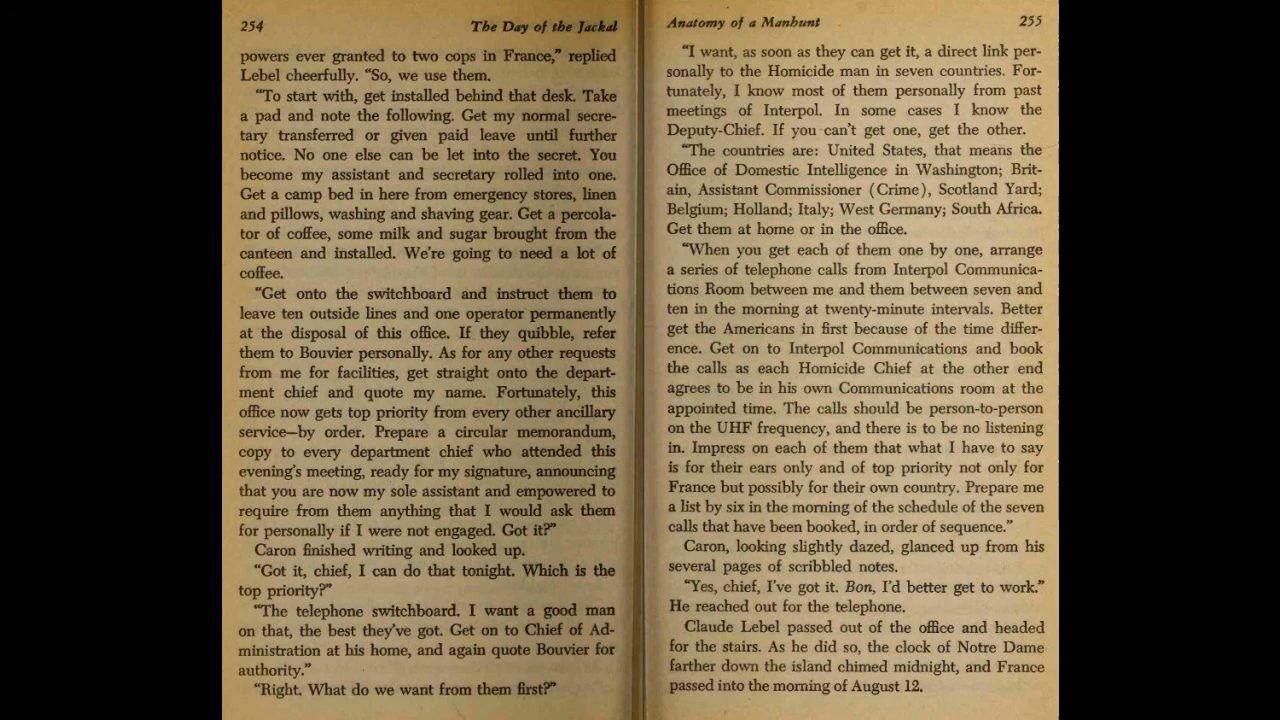 254
The Day of the Jackal
powers ever granted to two cops in France,” replied
Lebel cheerfully. “So, we use them.
“To start with, get installed behind that desk. Take
a pad and note the following. Get my normal secre-
tary transferred or given paid leave until further
notice. No one else can be let into the secret. You
become my assistant and secretary rolled into one.
Get a camp bed in here from emergency stores, linen
and pillows, washing and shaving gear. Get a percola-
tor of coffee, some milk and sugar brought from the
canteen and installed. We’re going to need a lot of
coffee.
“Get onto the switchboard and instruct them to
leave ten outside lines and one operator permanently
at the disposal of this office. If they quibble, refer
them to Bouvier personally. As for any other requests
from me for facilities, get straight onto the depart-
ment chief and quote my name. Fortunately, this
office now gets top priority from every other ancillary
service—by order. Prepare a circular memorandum,
copy to every department chief who attended this
evening’s meeting, ready for my signature, announcing
that you are now my sole assistant and empowered to
require from them anything that I would ask them
for personally if I were not engaged. Got it?”
Caron finished writing and looked up.
“Got it, chief, I can do that tonight. Which is the
top priority?”
“The telephone switchboard. I want a good man
on that, the best they’ve got. Get on to Chief of Ad-
ministration at his home, and again quote Bouvier for
authority.”
“Right. What do we want from them first?”
Anatomy of a Manhunt
255
“I want, as soon as they can get it, a direct link per-
sonally to the Homicide man in seven countries. For-
tunately, I know most of them personally from past
meetings of Interpol. In some cases I know the
Deputy-Chief. If you can’t get one, get the other.
“The countries are: United States, that means the
Office of Domestic Intelligence in Washington; Brit-
ain, Assistant Commissioner (Crime), Scotland Yard;
Belgium; Holland; Italy; West Germany; South Africa.
Get them at home or in the office.
“When you get each of them one by one, arrange
a series of telephone calls from Interpol Communica-
tions Room between me and them between seven and
ten in the morning at twenty-minute intervals. Better
get the Americans in first because of the time differ-
ence. Get on to Interpol Communications and book
the calls as each Homicide Chief at the other end
agrees to be in his own Communications room at the
appointed time. The calls should be person-to-person
on the UHF frequency, and there is to be no listening
in. Impress on each of them that what I have to say
is for their ears only and of top priority not only for
France but possibly for their own country. Prepare me
a list by six in the morning of the schedule of the seven
calls that have been booked, in order of sequence.”
Caron, looking slightly dazed, glanced up from his
several pages of scribbled notes.
“Yes, chief, I’ve got it. Bon, I’d better get to work.”
He reached out for the telephone.
Claude Lebel passed out of the office and headed
for the stairs. As he did so, the clock of Notre Dame
farther down the island chimed midnight, and France
passed into the morning of August 12.